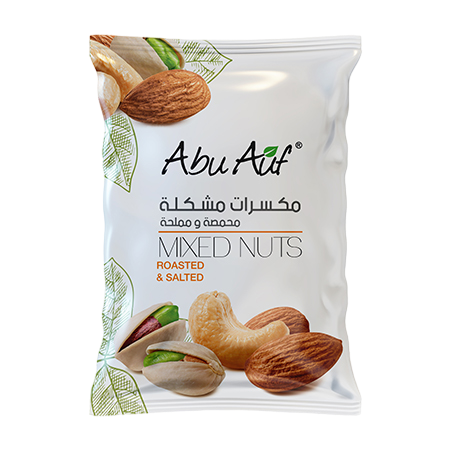 Abu Auf®
مكسرات مشكلة
محمصة و مملحة
MIXED NUTS
ROASTED
& SALTED